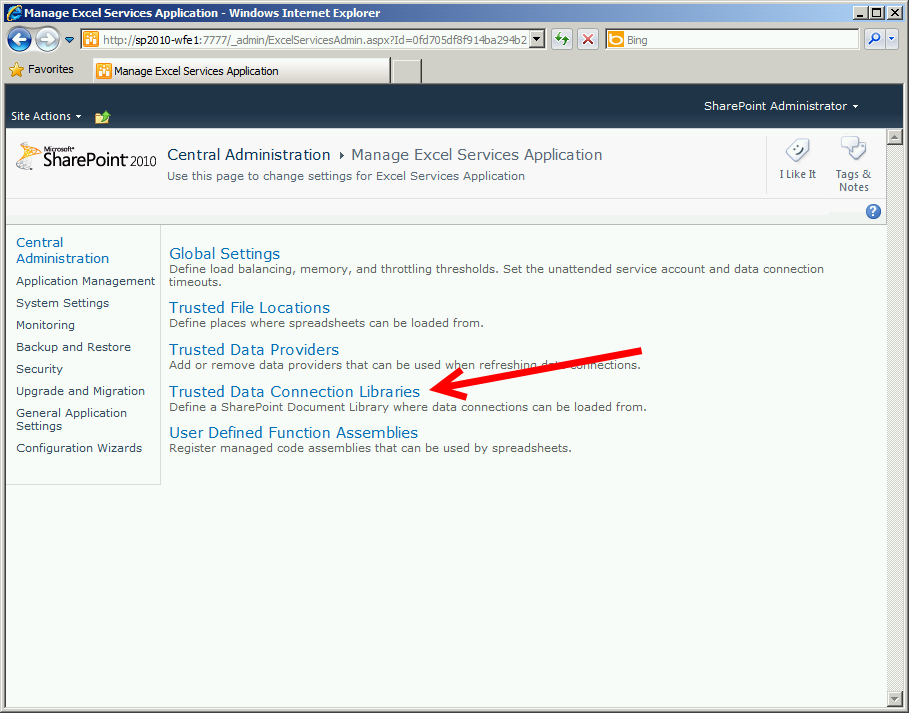 Manage Excel Services Application - Windows Internet Explorer
http://sp2010-wfe1:7777/_admin/ExcelServicesAdmin.aspx?Id=0fd705df8f914ba294b2
Bing
Favorites
Manage Excel Services Application
SharePoint Administrator
Site Actions
Microsoft
SharePoint 2010
Central Administration Manage Excel Services Application
Use this page to change settings for Excel Services Application
I Like It
Tags &
Notes
Central
Administration
Application Management
System Settings
Monitoring
Backup and Restore
Security
Upgrade and Migration
General Application
Settings
Configuration Wizards
Global Settings
Define load balancing, memory, and throttling thresholds. Set the unattended service account and data connection
timeouts.
Trusted File Locations
Define places where spreadsheets can be loaded from.
Trusted Data Providers
Add or remove data providers that can be used when refreshing data connections.
Trusted Data Connection Libraries
Define a SharePoint Document Library where data connections can be loaded from.
User Defined Function Assemblies
Register managed code assemblies that can be used by spreadsheets.